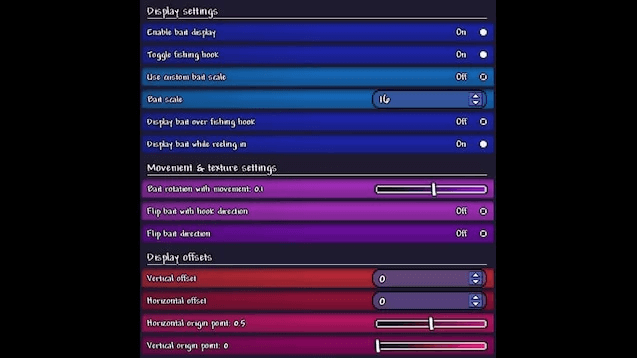 Display settings
Enable bait display On
Toggle fishing hook On
Use custom bait scale Off
Bait scale 16
Display bait over fishing hook Off
Display bait while reeling in On
Movement & texture settings
Bait rotation with movement: 0.1
Flip bait with hook direction Off
Flip bait direction Off
Display offsets
Vertical offset 0
Horizontal offset 0
Horizontal origin point: 0.5
Vertical origin point: 0